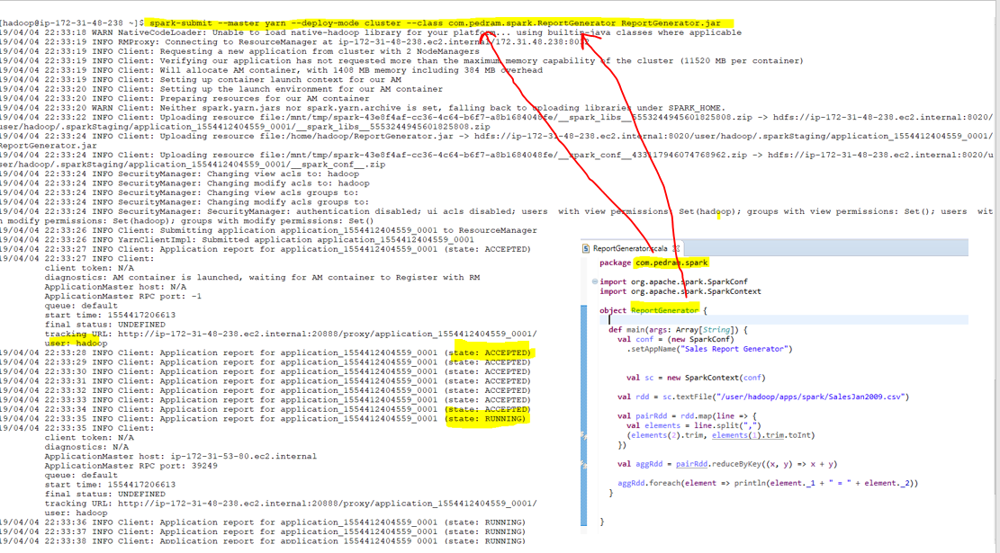 [hadoop@ip-172-31-48-238 ~]$ spark-submit --master yarn --deploy-mode cluster --class com.pedram.spark.ReportGenerator ReportGenerator.jar
19/04/04 22:33:18 WARN NativeCodeLoader: Unable to load native-hadoop library for your platform... using builtin-java classes where applicable
19/04/04 22:33:19 INFO RMProxy: Connecting to ResourceManager at ip-172-31-48-238.ec2.internal/172.31.48.238:8032
19/04/04 22:33:19 INFO Client: Requesting a new application from cluster with 2 NodeManagers
19/04/04 22:33:19 INFO Client: Verifying our application has not requested more than the maximum memory capability of the cluster (11520 MB per container)
19/04/04 22:33:19 INFO Client: Will allocate AM container, with 1408 MB memory including 384 MB overhead
19/04/04 22:33:19 INFO Client: Setting up container launch context for our AM
19/04/04 22:33:20 INFO Client: Setting up the launch environment for our AM container
19/04/04 22:33:20 INFO Client: Preparing resources for our AM container
19/04/04 22:33:20 WARN Client: Neither spark.yarn.jars nor spark.yarn.archive is set, falling back to uploading libraries under SPARK_HOME.
19/04/04 22:33:22 INFO Client: Uploading resource file:/mnt/tmp/spark-43e8f4af-cc36-4c64-b6f7-a8b1684048fe/__spark_libs__5553244945601825808.zip -> hdfs://ip-172-31-48-238.ec2.internal:8020/
user/hadoop/.sparkStaging/application_1554412404559_0001/__spark_libs__5553244945601825808.zip
19/04/04 22:33:24 INFO Client: Uploading resource file:/home/hadoop/ReportGenerator.jar -> hdfs://ip-172-31-48-238.ec2.internal:8020/user/hadoop/.sparkStaging/application_1554412404559_0001/
ReportGenerator.jar
19/04/04 22:33:24 INFO Client: Uploading resource file:/mnt/tmp/spark-43e8f4af-cc36-4c64-b6f7-a8b1684048fe/__spark_conf__433117946074768962.zip -> hdfs://ip-172-31-48-238.ec2.internal:8020/u
ser/hadoop/.sparkStaging/application_1554412404559_0001/__spark_conf__.zip
19/04/04 22:33:24 INFO SecurityManager: Changing view acls to: hadoop
19/04/04 22:33:24 INFO SecurityManager: Changing modify acls to: hadoop
19/04/04 22:33:24 INFO SecurityManager: Changing view acls groups to:
19/04/04 22:33:24 INFO SecurityManager: Changing modify acls groups to:
19/04/04 22:33:24 INFO SecurityManager: SecurityManager: authentication disabled; ui acls disabled; users with view permissions: Set(hadoop); groups with view permissions: Set(); users wit
h modify permissions: Set(hadoop); groups with modify permissions: Set()
19/04/04 22:33:26 INFO Client: Submitting application application_1554412404559_0001 to ResourceManager
19/04/04 22:33:26 INFO YarnClientImpl: Submitted application application_1554412404559_0001
19/04/04 22:33:27 INFO Client: Application report for application_1554412404559_0001 (state: ACCEPTED)
19/04/04 22:33:27 INFO Client:
client token: N/A
diagnostics: AM container is launched, waiting for AM container to Register with RM
ApplicationMaster host: N/A
ApplicationMaster RPC port: -1
queue: default
start time: 1554417206613
final status: UNDEFINED
tracking URL: http://ip-172-31-48-238.ec2.internal:20888/proxy/application_1554412404559_0001/
user: hadoop
19/04/04 22:33:28 INFO Client: Application report for application_1554412404559_0001 (state: ACCEPTED)
19/04/04 22:33:29 INFO Client: Application report for application_1554412404559_0001 (state: ACCEPTED)
19/04/04 22:33:30 INFO Client: Application report for application_1554412404559_0001 (state: ACCEPTED)
19/04/04 22:33:31 INFO Client: Application report for application_1554412404559_0001 (state: ACCEPTED)
19/04/04 22:33:32 INFO Client: Application report for application_1554412404559_0001 (state: ACCEPTED)
19/04/04 22:33:33 INFO Client: Application report for application_1554412404559_0001 (state: ACCEPTED)
19/04/04 22:33:34 INFO Client: Application report for application_1554412404559_0001 (state: ACCEPTED)
19/04/04 22:33:35 INFO Client: Application report for application_1554412404559_0001 (state: RUNNING)
19/04/04 22:33:35 INFO Client:
client token: N/A
diagnostics: N/A
ApplicationMaster host: ip-172-31-53-80.ec2.internal
ApplicationMaster RPC port: 39249
queue: default
start time: 1554417206613
final status: UNDEFINED
tracking URL: http://ip-172-31-48-238.ec2.internal:20888/proxy/application_1554412404559_0001/
user: hadoop
19/04/04 22:33:36 INFO Client: Application report for application_1554412404559_0001 (state: RUNNING)
19/04/04 22:33:37 INFO Client: Application report for application_1554412404559_0001 (state: RUNNING)
19/04/04 22:33:38 INFO Client: Application report for application_1554412404559_0001 (state: RUNNING)
ReportGenerator.scala
package com.pedram.spark
import org.apache.spark.SparkConf
import org.apache.spark.SparkContext
object ReportGenerator {
def main(args: Array[String]) {
val conf = (new SparkConf)
.setAppName("Sales Report Generator")
val sc = new SparkContext(conf)
val rdd = sc.textFile("/user/hadoop/apps/spark/SalesJan2009.csv")
val pairRdd = rdd.map(line => {
val elements = line.split(",")
(elements(2).trim, elements(1).trim.toInt)
})
val aggRdd = pairRdd.reduceByKey((x, y) => x + y)
aggRdd.foreach(element => println(element._1 + " = " + element._2))
}
}